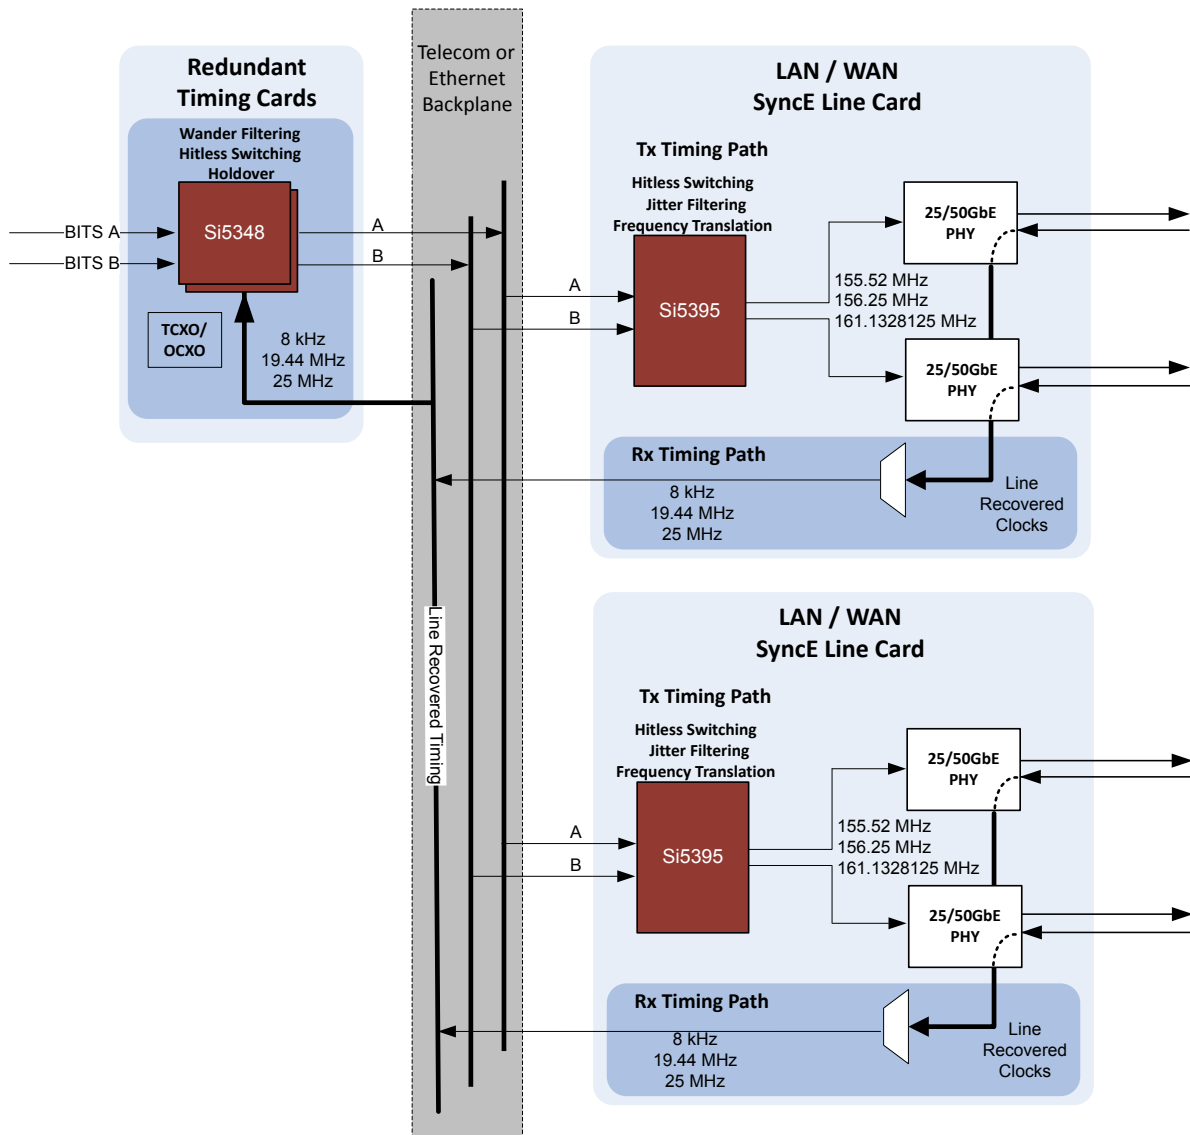 Redundant
Timing Cards
Wander Filtering
Hitless Switching
Holdover
Si5348
BITS A
BITS B
TCXO/
OCXO
8 kHz
19.44 MHz
25 MHz
A
B
Telecom or
Ethernet
Backplane
Line Recovered Timing
LAN / WAN
SyncE Line Card
Tx Timing Path
Hitless Switching
Jitter Filtering
Frequency Translation
A
B
Si5395
155.52 MHz
156.25 MHz
161.1328125 MHz
25/50GbE
PHY
25/50GbE
PHY
Rx Timing Path
8 kHz
19.44 MHz
25 MHz
Line
Recovered
Clocks
LAN / WAN
SyncE Line Card
Tx Timing Path
Hitless Switching
Jitter Filtering
Frequency Translation
A
B
Si5395
155.52 MHz
156.25 MHz
161.1328125 MHz
25/50GbE
PHY
25/50GbE
PHY
Rx Timing Path
8 kHz
19.44 MHz
25 MHz
Line
Recovered
Clocks